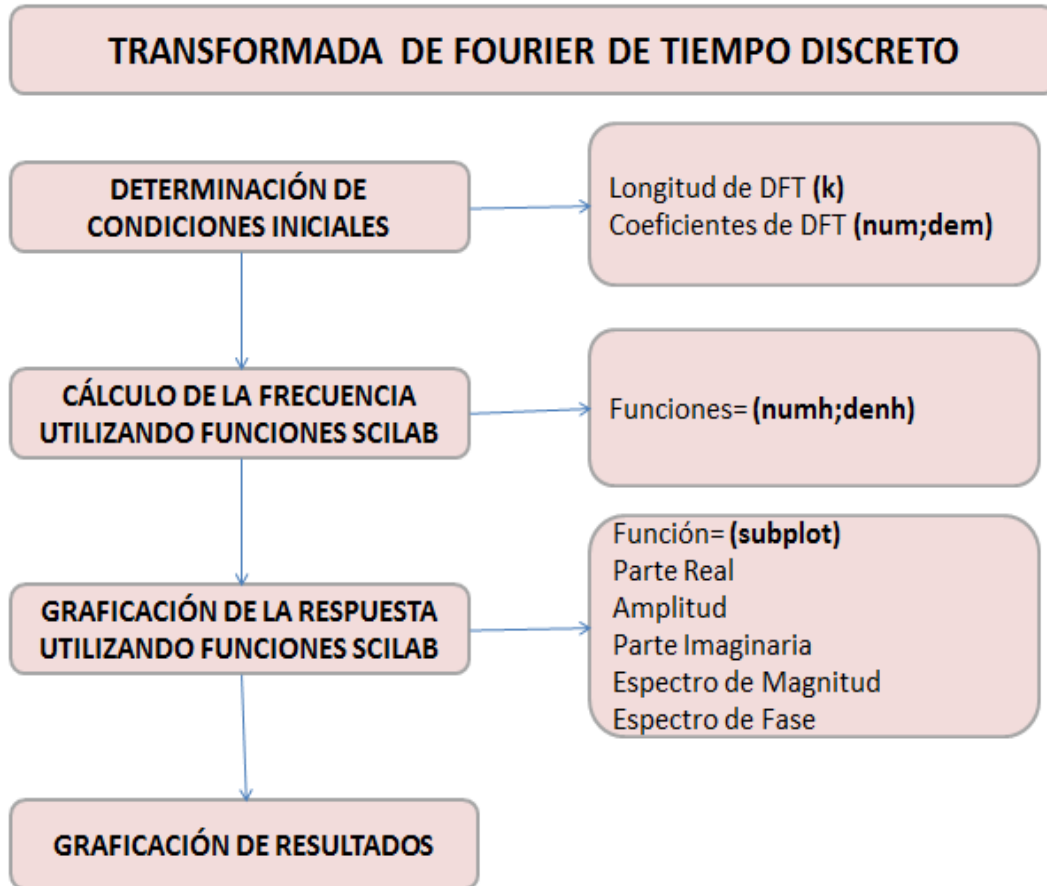 TRANSFORMADA DE FOURIER DE TIEMPO DISCRETO
DETERMINACIÓN DE
CONDICIONES INICIALES
Longitud de DFT (k)
Coeficientes de DFT (num;dem)
CÁLCULO DE LA FRECUENCIA
UTILIZANDO FUNCIONES SCILAB
Funciones= (numh;denh)
GRAFICACIÓN DE LA RESPUESTA
UTILIZANDO FUNCIONES SCILAB
Función= (subplot)
Parte Real
Amplitud
Parte Imaginaria
Espectro de Magnitud
Espectro de Fase
GRAFICACIÓN DE RESULTADOS